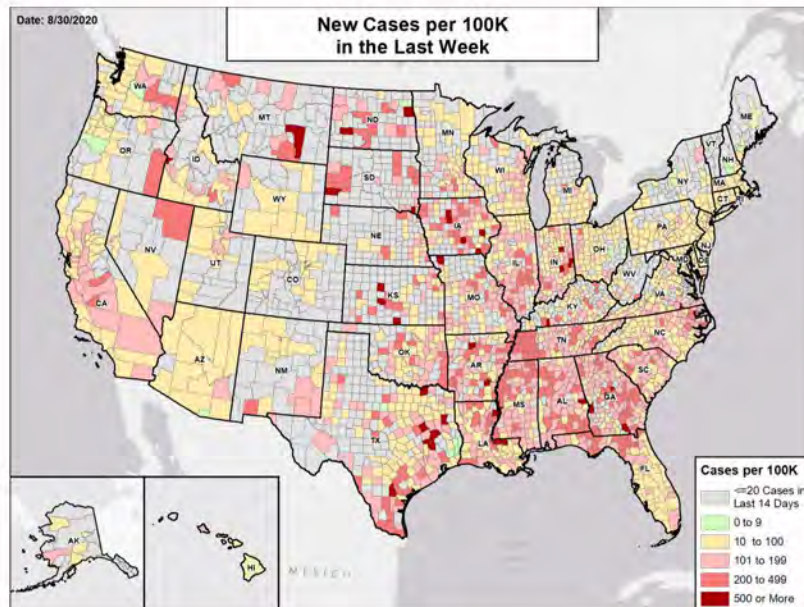 Date: 8/30/2020
New Cases per 100K
in the Last Week
WA
MT
ND
MN
ME
OR
ID
SD
WI
MI
VT
NH
NY
MA
CT
RI
WY
IA
PA
NJ
NE
NV
UT
CO
IL
IN
OH
MD
DE
WV
VA
CA
KS
MO
KY
NC
TN
AZ
NM
OK
AR
SC
MS
AL
GA
TX
LA
FL
AK
HI
MEXICO
Cases per 100K
<=20 Cases in
Last 14 Days
0 to 9
10 to 100
101 to 199
200 to 499
500 or More